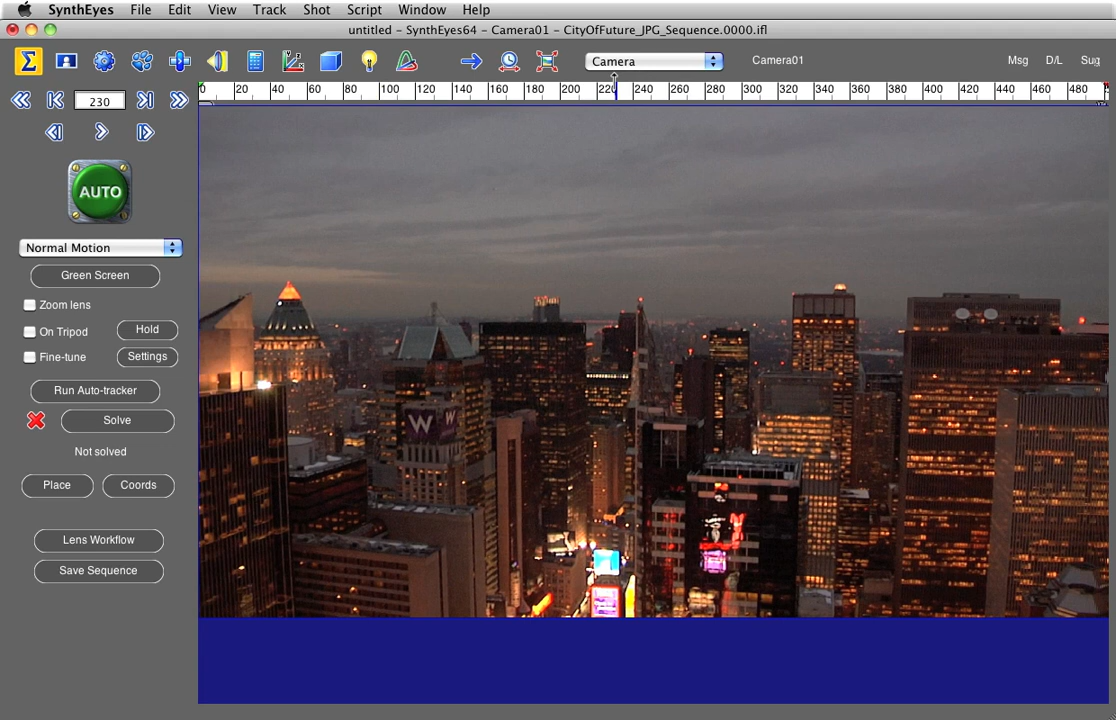 SynthEyes File Edit View Track Shot Script Window Help
untitled - SynthEyes64 - Camera01 - CityOfFuture_JPG_Sequence.0000.ifl
Camera Camera01 Msg D/L Sug
230
0 20 40 60 80 100 120 140 160 180 200 220 240 260 280 300 320 340 360 380 400 420 440 460 480
AUTO
Normal Motion
Green Screen
Zoom lens
On Tripod Hold
Fine-tune Settings
Run Auto-tracker
Solve
Not solved
Place Coords
Lens Workflow
Save Sequence
W W